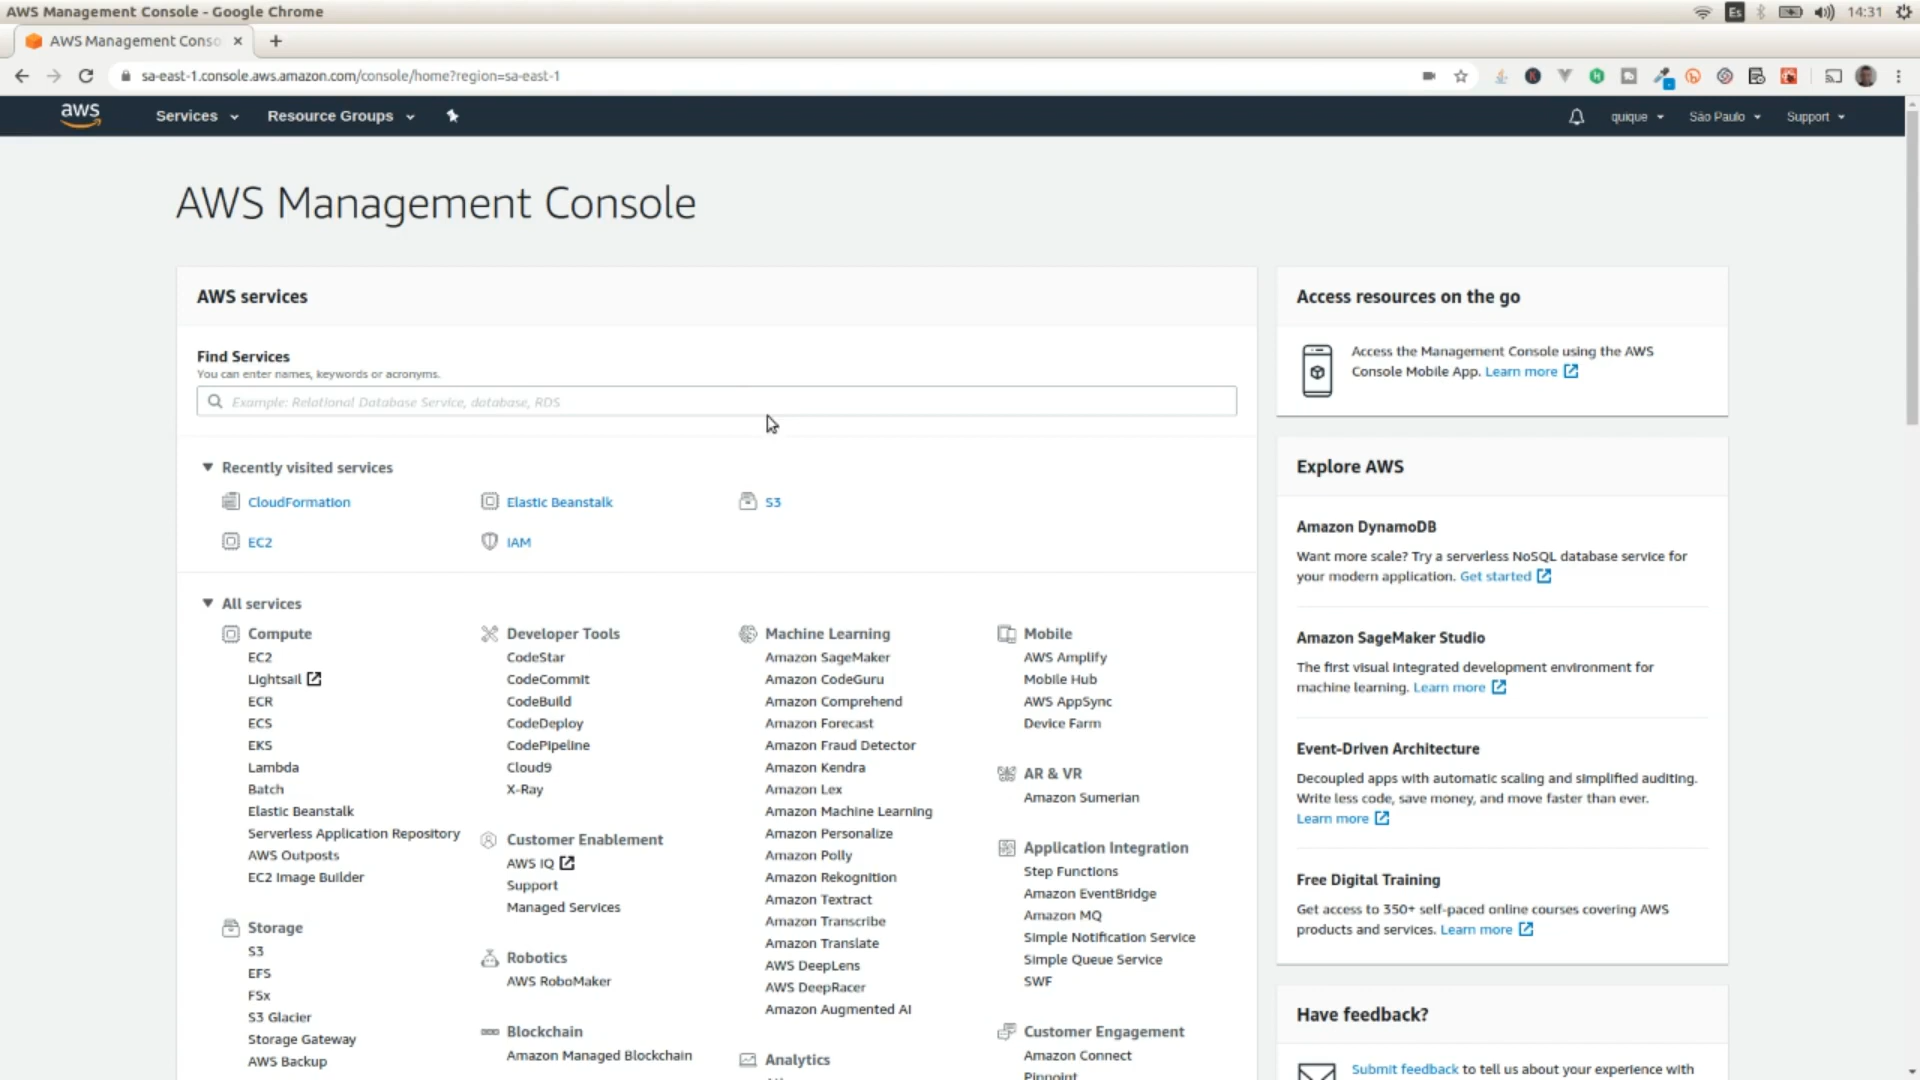 AWS Management Console - Google Chrome
Es
14:31
AWS Management Conso
sa-east-1.console.aws.amazon.com/console/home?region=sa-east-1
aws
Services
Resource Groups
quique
São Paulo
Support
AWS Management Console
AWS services
Find Services
You can enter names, keywords or acronyms.
Example: Relational Database Service, database, RDS
Recently visited services
CloudFormation
Elastic Beanstalk
S3
EC2
IAM
All services
Compute
EC2
Lightsail
ECR
ECS
EKS
Lambda
Batch
Elastic Beanstalk
Serverless Application Repository
AWS Outposts
EC2 Image Builder
Storage
S3
EFS
FSx
S3 Glacier
Storage Gateway
AWS Backup
Developer Tools
CodeStar
CodeCommit
CodeBuild
CodeDeploy
CodePipeline
Cloud9
X-Ray
Customer Enablement
AWS IQ
Support
Managed Services
Robotics
AWS RoboMaker
Blockchain
Amazon Managed Blockchain
Machine Learning
Amazon SageMaker
Amazon CodeGuru
Amazon Comprehend
Amazon Forecast
Amazon Fraud Detector
Amazon Kendra
Amazon Lex
Amazon Machine Learning
Amazon Personalize
Amazon Polly
Amazon Rekognition
Amazon Textract
Amazon Transcribe
Amazon Translate
AWS DeepLens
AWS DeepRacer
Amazon Augmented AI
Analytics
Mobile
AWS Amplify
Mobile Hub
AWS AppSync
Device Farm
AR & VR
Amazon Sumerian
Application Integration
Step Functions
Amazon EventBridge
Amazon MQ
Simple Notification Service
Simple Queue Service
SWF
Customer Engagement
Amazon Connect
Pinpoint
Access resources on the go
Access the Management Console using the AWS
Console Mobile App. Learn more
Explore AWS
Amazon DynamoDB
Want more scale? Try a serverless NoSQL database service for
your modern application. Get started
Amazon SageMaker Studio
The first visual integrated development environment for
machine learning. Learn more
Event-Driven Architecture
Decoupled apps with automatic scaling and simplified auditing.
Write less code, save money, and move faster than ever.
Learn more
Free Digital Training
Get access to 350+ self-paced online courses covering AWS
products and services. Learn more
Have feedback?
Submit feedback to tell us about your experience with